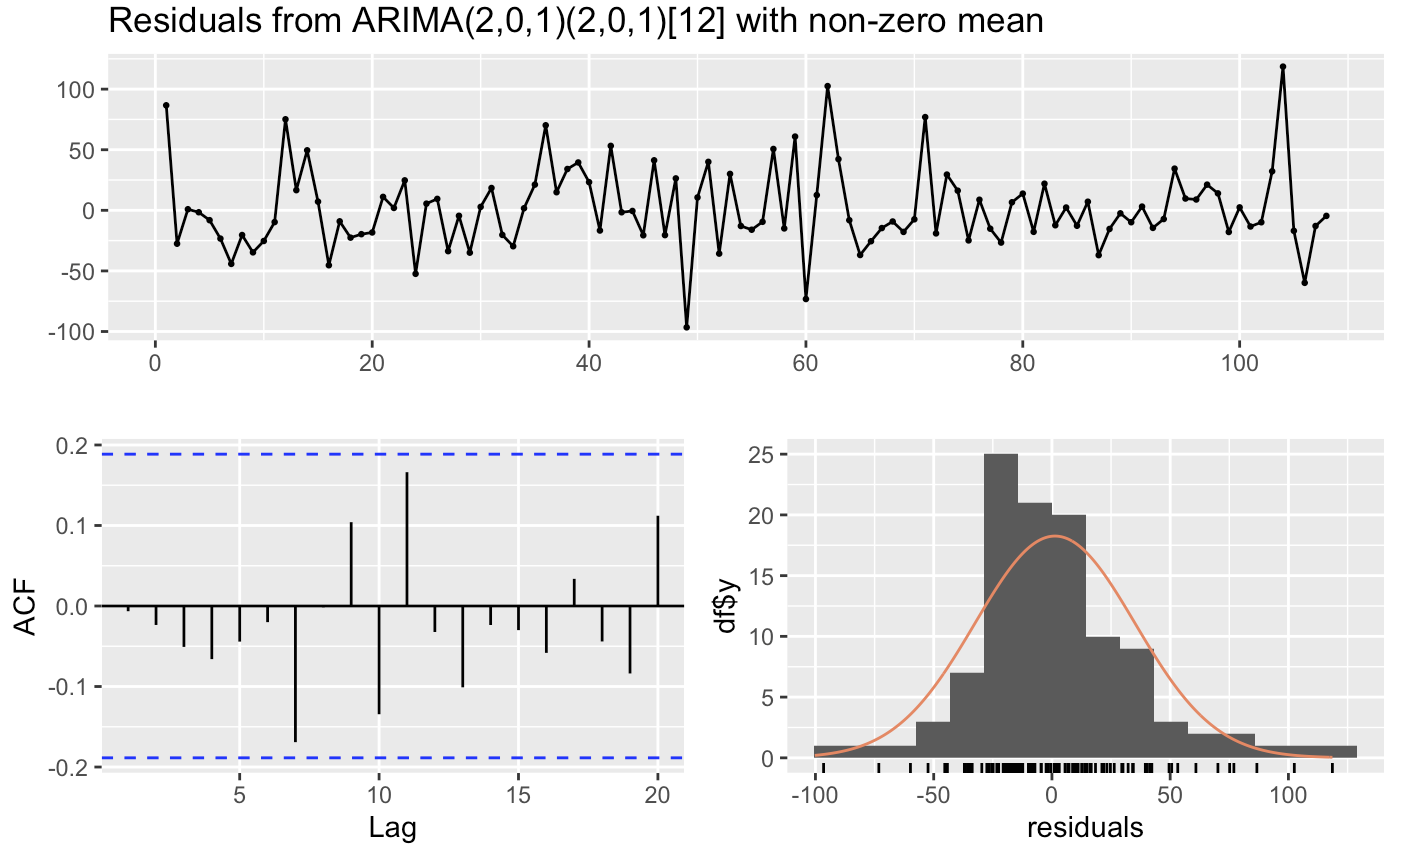 Residuals from ARIMA(2,0,1)(2,0,1)[12] with non-zero mean
100
50
0
-50
-100
0 20 40 60 80 100
0.2
0.1
0.0
-0.1
-0.2
ACF
5 10 15 20
Lag
25
20
15
10
5
0
df$y
-100 -50 0 50 100
residuals